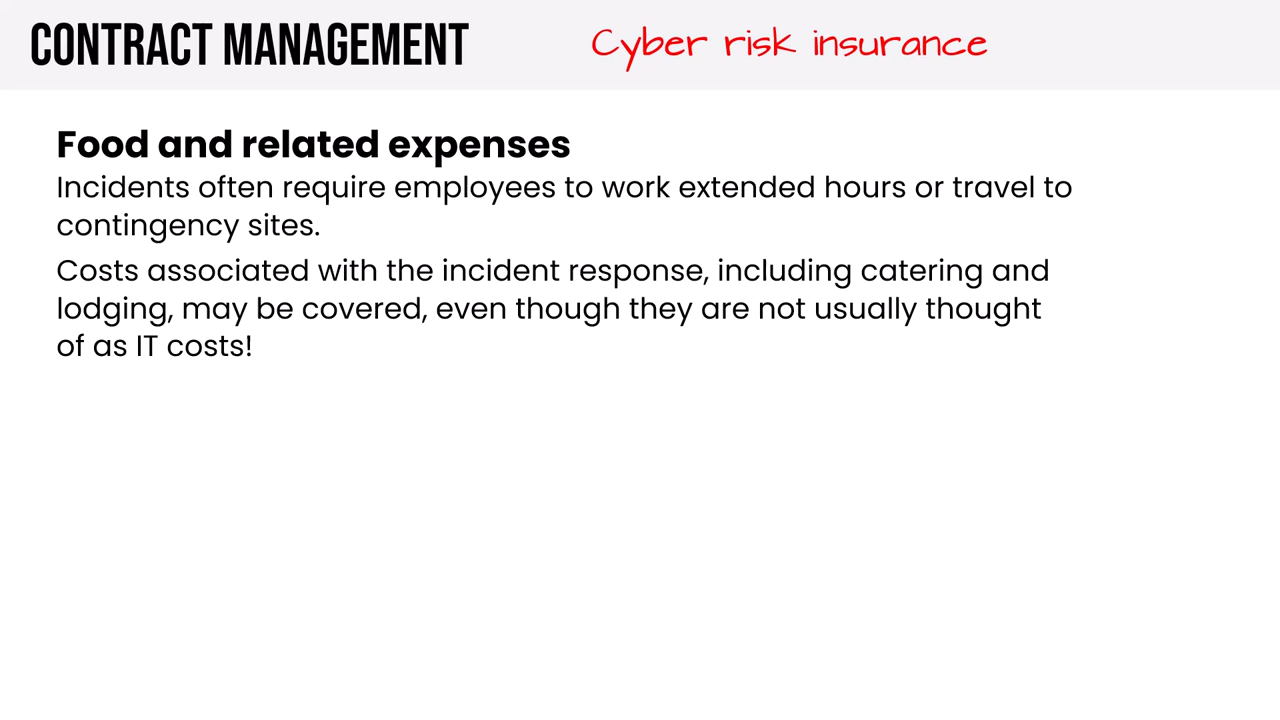 CONTRACT MANAGEMENT
Cyber risk insurance
Food and related expenses
Incidents often require employees to work extended hours or travel to
contingency sites.
Costs associated with the incident response, including catering and
lodging, may be covered, even though they are not usually thought
of as IT costs!